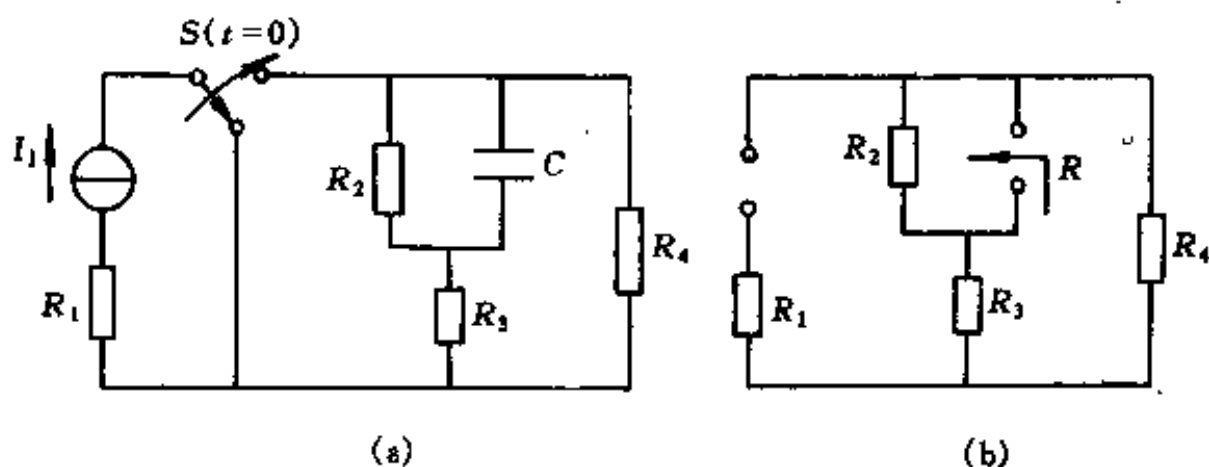 S(t=0)
I₁
R₁
R₂
C
R₃
R₄
(a)
R₁
R₂
R
R₃
R₄
(b)